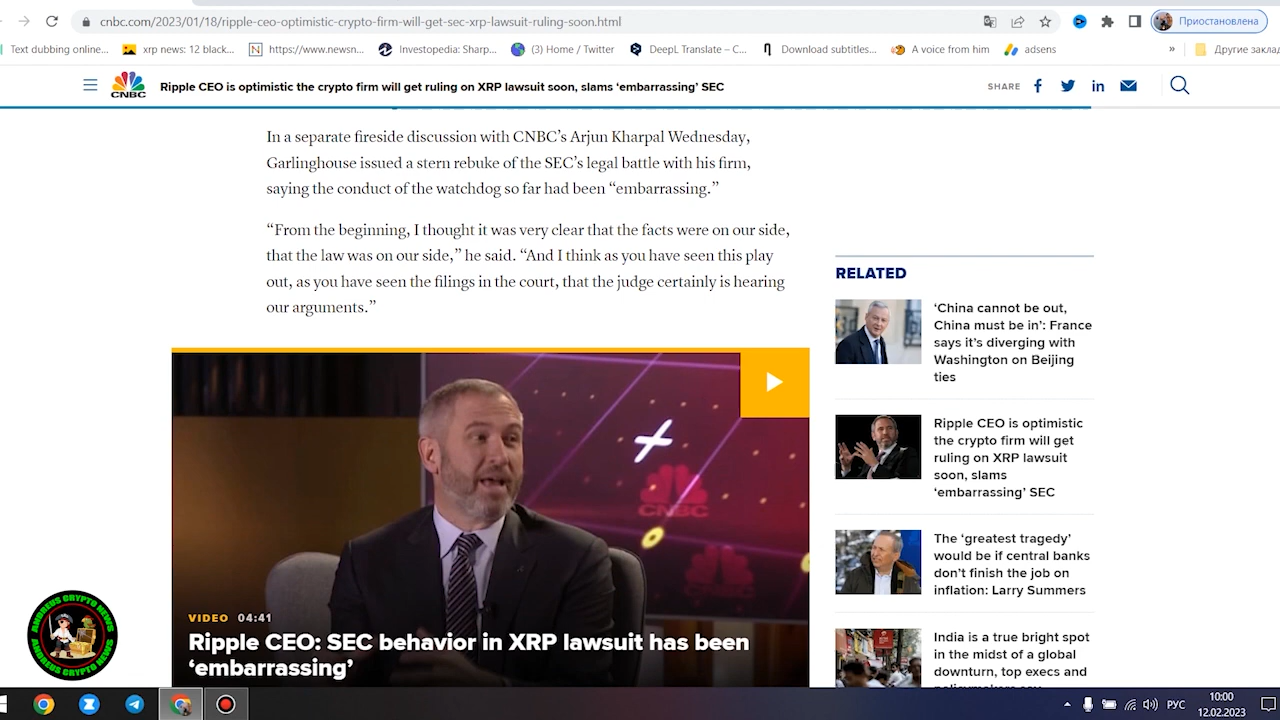 cnbc.com/2023/01/18/ripple-ceo-optimistic-crypto-firm-will-get-sec-xrp-lawsuit-ruling-soon.html
Приостановлена
Text dubbing online...
xrp news: 12 black...
https://www.newsn...
Investopedia: Sharp...
(3) Home / Twitter
DeepL Translate – C...
Download subtitles...
A voice from him
adsens
»
Другие заклад
CNBC
Ripple CEO is optimistic the crypto firm will get ruling on XRP lawsuit soon, slams ‘embarrassing’ SEC
SHARE
In a separate fireside discussion with CNBC’s Arjun Kharpal Wednesday,
Garlinghouse issued a stern rebuke of the SEC’s legal battle with his firm,
saying the conduct of the watchdog so far had been “embarrassing.”
“From the beginning, I thought it was very clear that the facts were on our side,
that the law was on our side,” he said. “And I think as you have seen this play
out, as you have seen the filings in the court, that the judge certainly is hearing
our arguments.”
CNBC
VIDEO 04:41
Ripple CEO: SEC behavior in XRP lawsuit has been
‘embarrassing’
RELATED
‘China cannot be out,
China must be in’: France
says it’s diverging with
Washington on Beijing
ties
Ripple CEO is optimistic
the crypto firm will get
ruling on XRP lawsuit
soon, slams
‘embarrassing’ SEC
The ‘greatest tragedy’
would be if central banks
don’t finish the job on
inflation: Larry Summers
India is a true bright spot
in the midst of a global
downturn, top execs and
policymakers say
ANDREUS CRYPTO NEWS
ANDREUS CRYPTO NEWS
РУС
10:00
12.02.2023